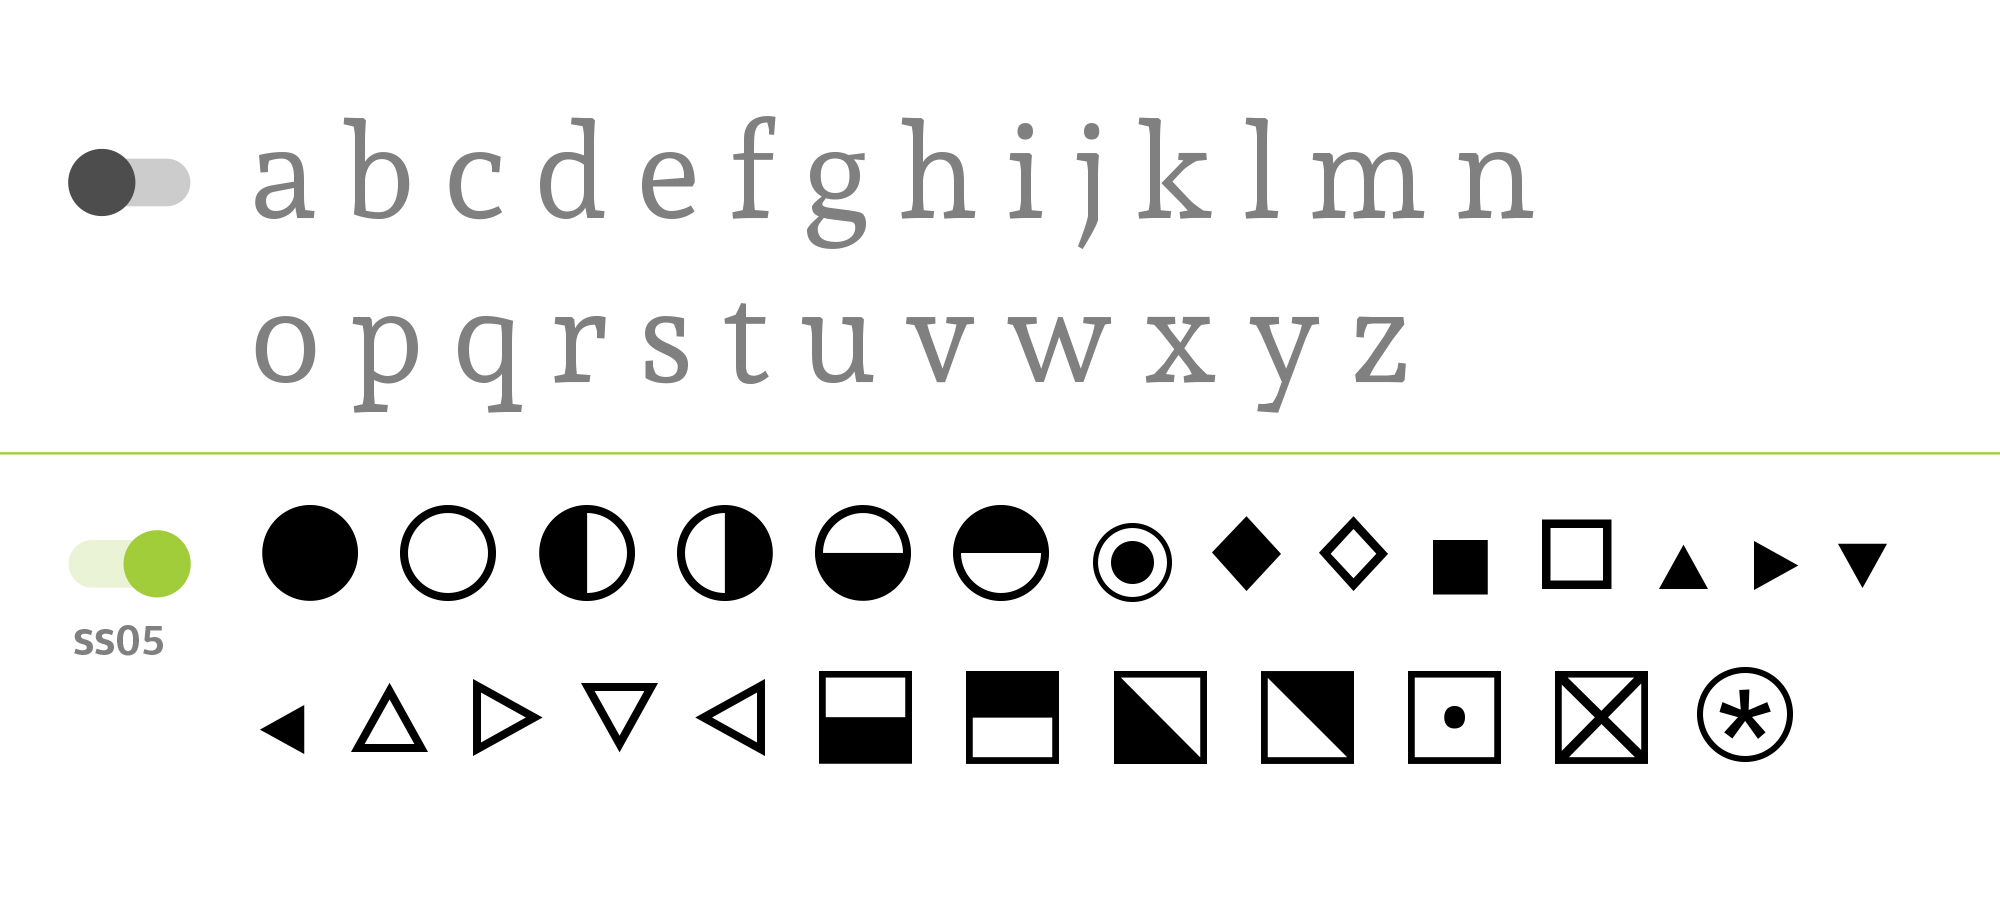 a b c d e f g h i j k l m n
o p q r s t u v w x y z
● ○ ◐ ◑ ◒ ◓ ◉ ◆ ◇ ■ □ ▲ ▶ ▼
ss05
◀ △ ▷ ▽ ◁ ⬓ ⬒ ⬕ ⬔ ⊡ ⊠ ⊛